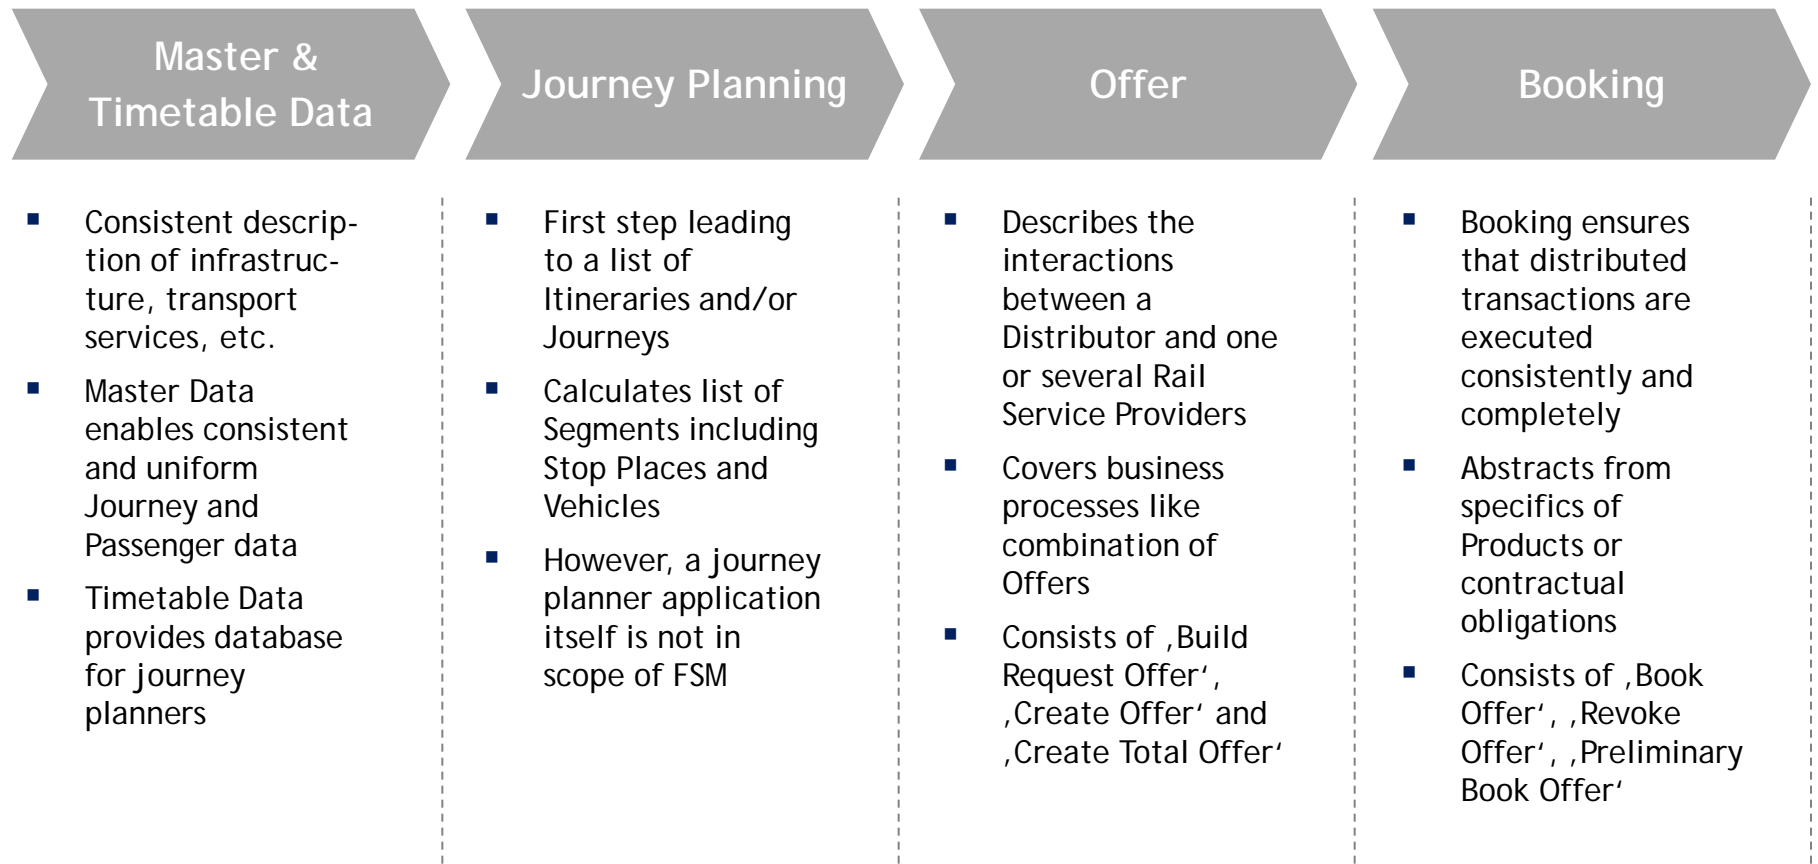 Master &
Timetable Data
Journey Planning
Offer
Booking
▪ Consistent descrip-
tion of infrastruc-
ture, transport
services, etc.
▪ Master Data
enables consistent
and uniform
Journey and
Passenger data
▪ Timetable Data
provides database
for journey
planners
▪ First step leading
to a list of
Itineraries and/or
Journeys
▪ Calculates list of
Segments including
Stop Places and
Vehicles
▪ However, a journey
planner application
itself is not in
scope of FSM
▪ Describes the
interactions
between a
Distributor and one
or several Rail
Service Providers
▪ Covers business
processes like
combination of
Offers
▪ Consists of ‚Build
Request Offer‘,
‚Create Offer‘ and
‚Create Total Offer‘
▪ Booking ensures
that distributed
transactions are
executed
consistently and
completely
▪ Abstracts from
specifics of
Products or
contractual
obligations
▪ Consists of ‚Book
Offer‘, ‚Revoke
Offer‘, ‚Preliminary
Book Offer‘